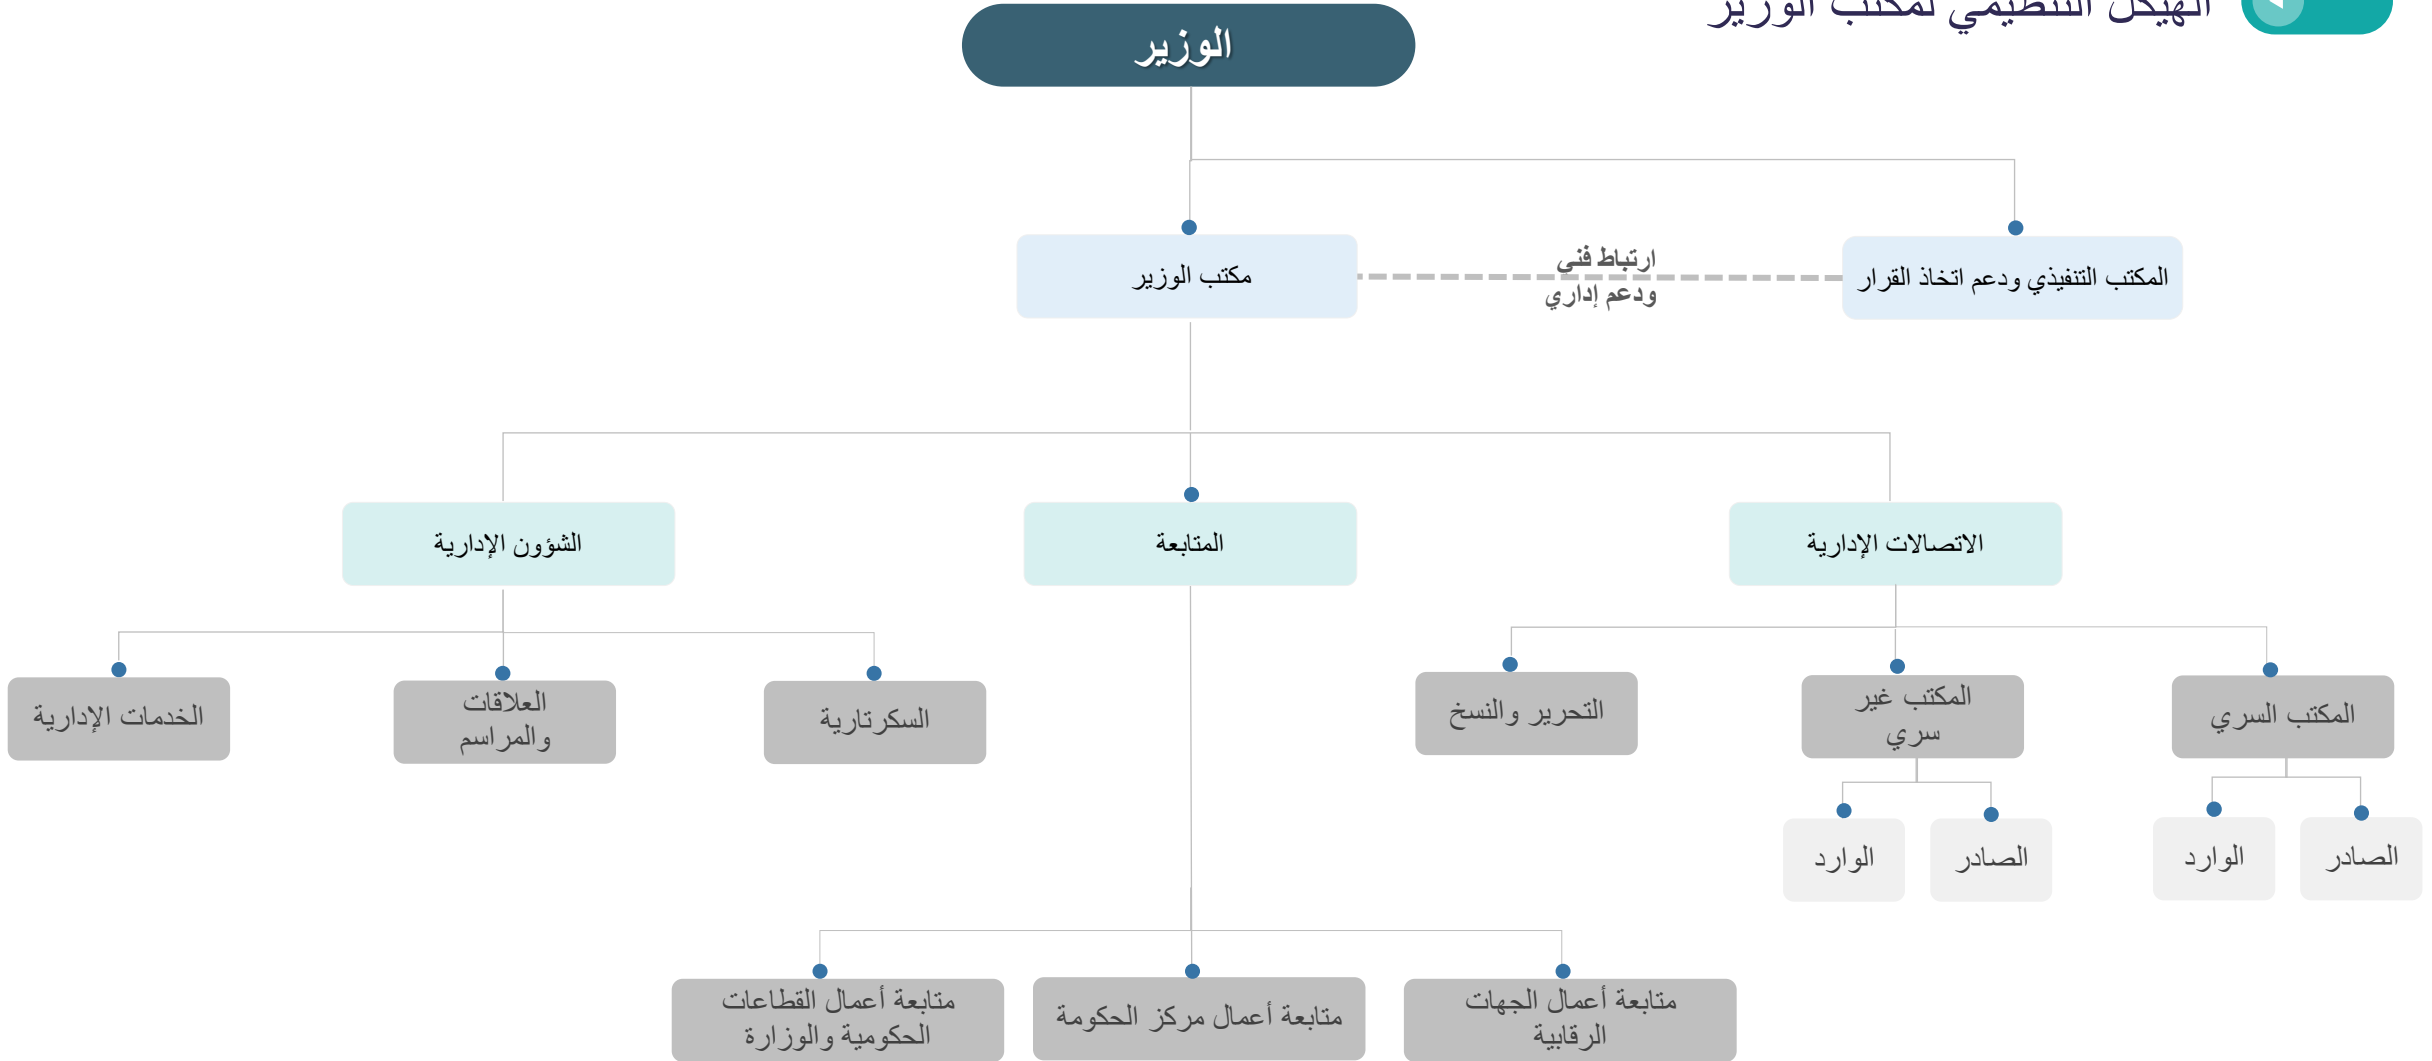 الهيكل التنظيمي لمكتب الوزير
الوزير
المكتب التنفيذي ودعم اتخاذ القرار
ارتباط فني
ودعم إداري
مكتب الوزير
الاتصالات الإدارية
المتابعة
الشؤون الإدارية
المكتب السري
المكتب غير
سري
التحرير والنسخ
السكرتارية
العلاقات
والمراسم
الخدمات الإدارية
الصادر
الوارد
الصادر
الوارد
متابعة أعمال الجهات
الرقابية
متابعة أعمال مركز الحكومة
متابعة أعمال القطاعات
الحكومية والوزارة